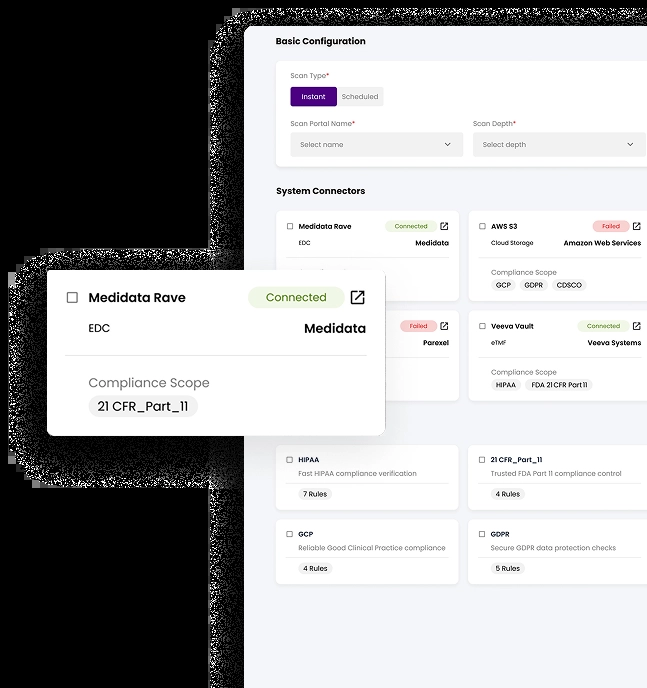 Basic Configuration
Scan Type*
Instant Scheduled
Scan Portal Name* Scan Depth*
Select name Select depth
System Connectors
Medidata Rave Connected
EDC Medidata
AWS S3 Failed
Cloud Storage Amazon Web Services
Compliance Scope
GCP GDPR CDSCO
Medidata Rave Connected
EDC Medidata
Compliance Scope
21 CFR_Part_11
Failed
Parexel
Veeva Vault Connected
eTMF Veeva Systems
Compliance Scope
HIPAA FDA 21 CFR Part 11
HIPAA
Fast HIPAA compliance verification
7 Rules
21 CFR_Part_11
Trusted FDA Part 11 compliance control
4 Rules
GCP
Reliable Good Clinical Practice compliance
4 Rules
GDPR
Secure GDPR data protection checks
5 Rules